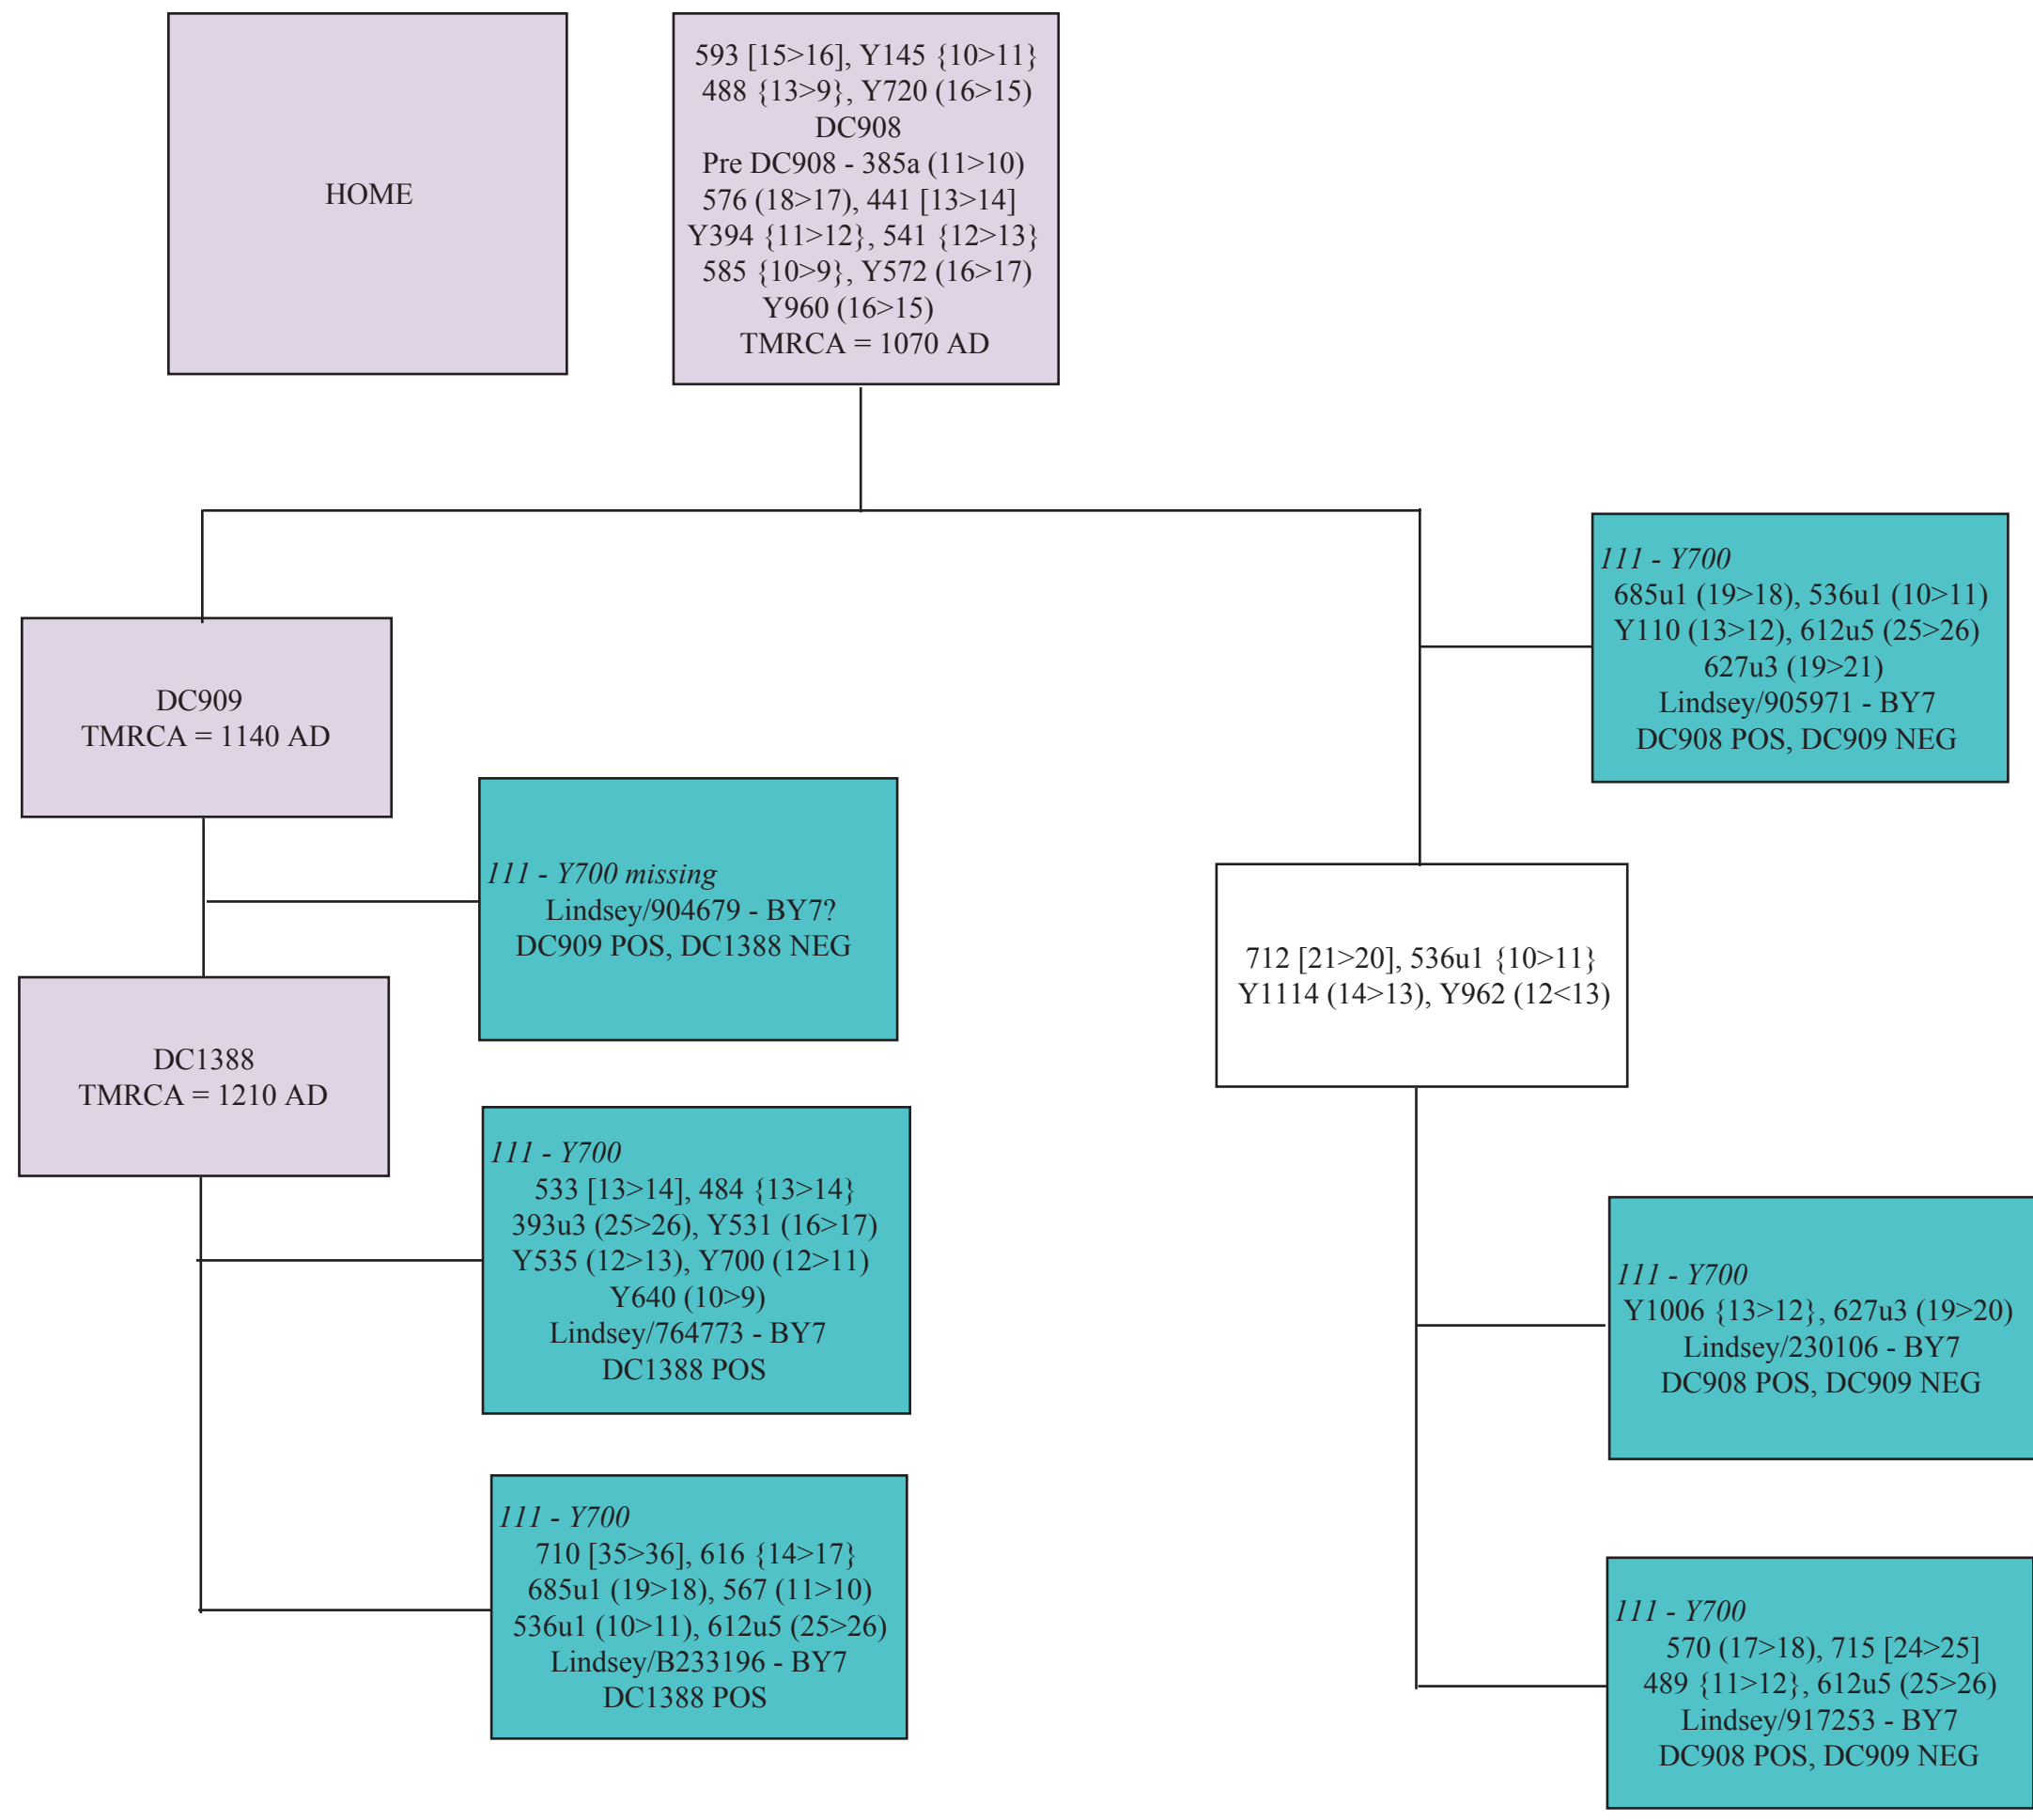 HOME
593 [15>16], Y145 {10>11}
488 {13>9}, Y720 (16>15)
DC908
Pre DC908 - 385a (11>10)
576 (18>17), 441 [13>14]
Y394 {11>12}, 541 {12>13}
585 {10>9}, Y572 (16>17)
Y960 (16>15)
TMRCA = 1070 AD
DC909
TMRCA = 1140 AD
111 - Y700 missing
Lindsey/904679 - BY7?
DC909 POS, DC1388 NEG
DC1388
TMRCA = 1210 AD
111 - Y700
533 [13>14], 484 {13>14}
393u3 (25>26), Y531 (16>17)
Y535 (12>13), Y700 (12>11)
Y640 (10>9)
Lindsey/764773 - BY7
DC1388 POS
111 - Y700
710 [35>36], 616 {14>17}
685u1 (19>18), 567 (11>10)
536u1 (10>11), 612u5 (25>26)
Lindsey/B233196 - BY7
DC1388 POS
111 - Y700
685u1 (19>18), 536u1 (10>11)
Y110 (13>12), 612u5 (25>26)
627u3 (19>21)
Lindsey/905971 - BY7
DC908 POS, DC909 NEG
712 [21>20], 536u1 {10>11}
Y1114 (14>13), Y962 (12<13)
111 - Y700
Y1006 {13>12}, 627u3 (19>20)
Lindsey/230106 - BY7
DC908 POS, DC909 NEG
111 - Y700
570 (17>18), 715 [24>25]
489 {11>12}, 612u5 (25>26)
Lindsey/917253 - BY7
DC908 POS, DC909 NEG